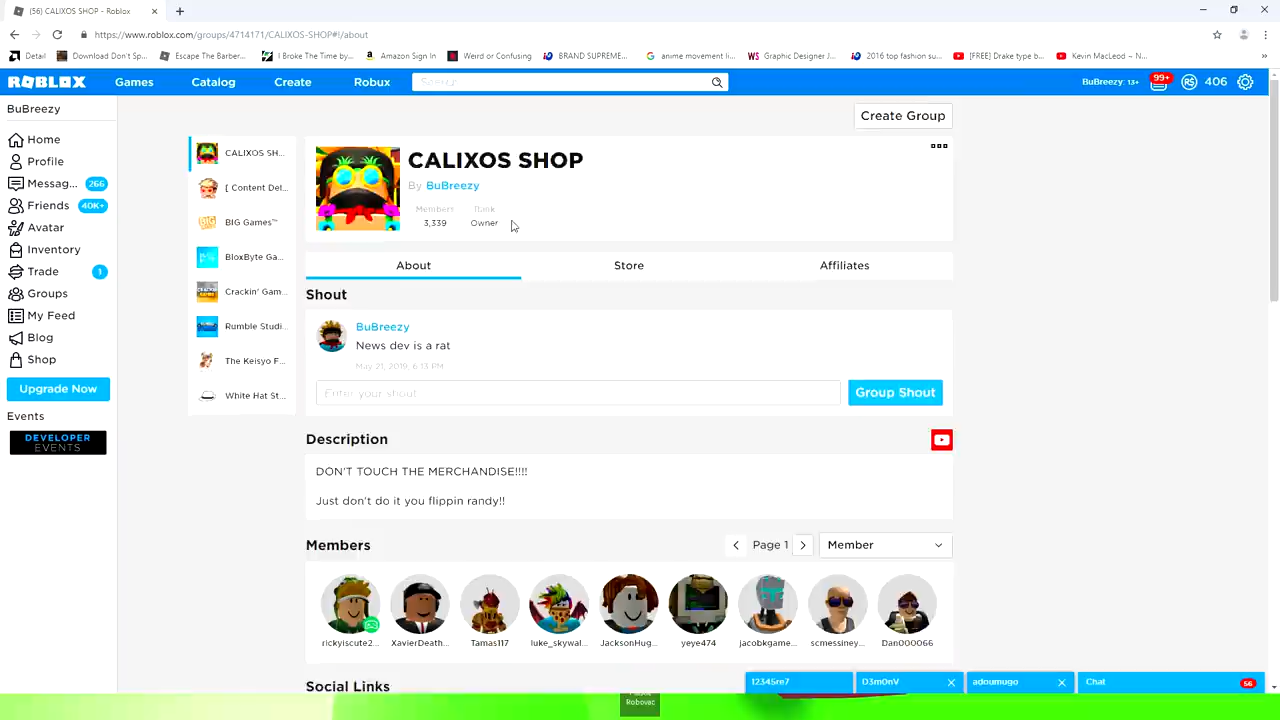 (56) CALIXOS SHOP - Roblox
https://www.roblox.com/groups/4714171/CALIXOS-SHOP#!/about
Detail
Download Don't Sp...
Escape The Barber...
I Broke The Time by...
Amazon Sign In
Weird or Confusing
BRAND SUPREME...
anime movement li...
Graphic Designer J...
2016 top fashion su...
[FREE] Drake type b...
Kevin MacLeod ~ N...
ROBLOX
Games
Catalog
Create
Robux
Search
BuBreezy: 13+
99+
406
BuBreezy
Home
Profile
Messag... 266
Friends 40K+
Avatar
Inventory
Trade 1
Groups
My Feed
Blog
Shop
Upgrade Now
Events
DEVELOPER
EVENTS
CALIXOS SH...
[ Content Del...
BIG Games™
BloxByte Ga...
Crackin' Gam...
Rumble Studi...
The Keisyo F...
White Hat St...
Create Group
CALIXOS SHOP
By BuBreezy
Members Rank
3,339 Owner
About Store Affiliates
Shout
BuBreezy
News dev is a rat
May 21, 2019, 6:13 PM
Enter your shout
Group Shout
Description
DON'T TOUCH THE MERCHANDISE!!!!
Just don't do it you flippin randy!!
Members
Page 1
Member
rickyiscute2...
XavierDeath...
Tamas117
luke_skywal...
JacksonHug...
yeye474
jacobkgame...
scmessiney...
Dan000066
Social Links
12345re7
D3m0nV
adoumugo
Chat 56
Robovac